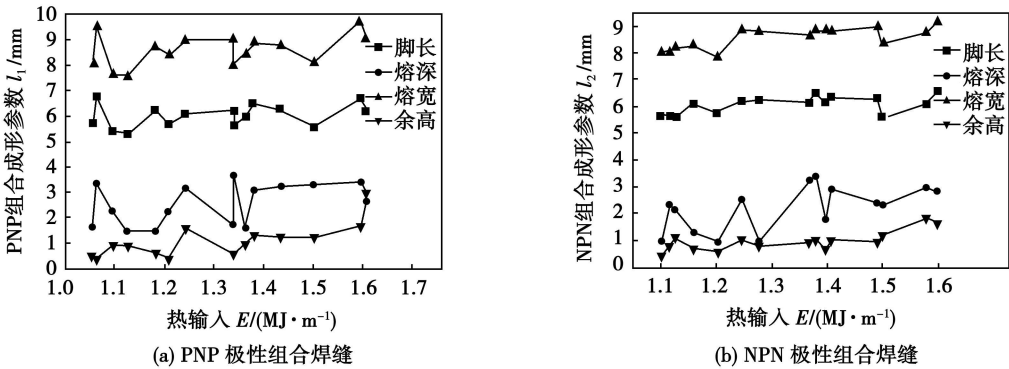 10
9
8
7
6
5
4
3
2
1
0
PNP组合成形参数 l₁/mm
脚长
熔深
熔宽
余高
1.0 1.1 1.2 1.3 1.4 1.5 1.6 1.7
热输入 E/(MJ·m⁻¹)
(a) PNP 极性组合焊缝
9
8
7
6
5
4
3
2
1
0
NPN组合成形参数 l₂/mm
脚长
熔深
熔宽
余高
1.1 1.2 1.3 1.4 1.5 1.6
热输入 E/(MJ·m⁻¹)
(b) NPN 极性组合焊缝